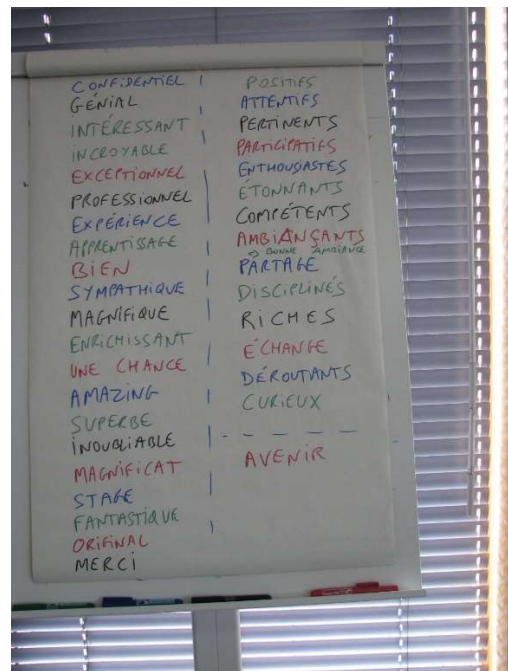 CONFIDENTIEL
GÉNIAL
INTÉRESSANT
INCROYABLE
EXCEPTIONNEL
PROFESSIONNEL
EXPÉRIENCE
APPRENTISSAGE
BIEN
SYMPATHIQUE
MAGNIFIQUE
ENRICHISSANT
UNE CHANCE
AMAZING
SUPERBE
INOUBLIABLE
MAGNIFICAT
STAGE
FANTASTIQUE
ORIGINAL
MERCI
POSITIFS
ATTENTIFS
PERTINENTS
PARTICIPATIFS
ENTHOUSIASTES
ÉTONNANTS
COMPÉTENTS
AMBIANÇANTS
→ BONNE AMBIANCE
PARTAGE
DISCIPLINÉS
RICHES
ÉCHANGE
DÉROUTANTS
CURIEUX
AVENIR